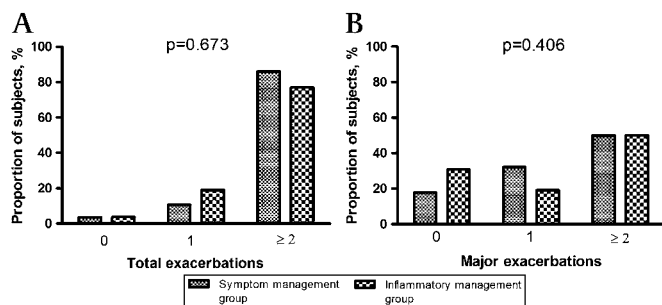 A
B
p=0.673
p=0.406
Proportion of subjects, %
100
80
60
40
20
0
0
1
≥ 2
Total exacerbations
Proportion of subjects, %
100
80
60
40
20
0
0
1
≥ 2
Major exacerbations
Symptom management
group
Inflammatory management
group